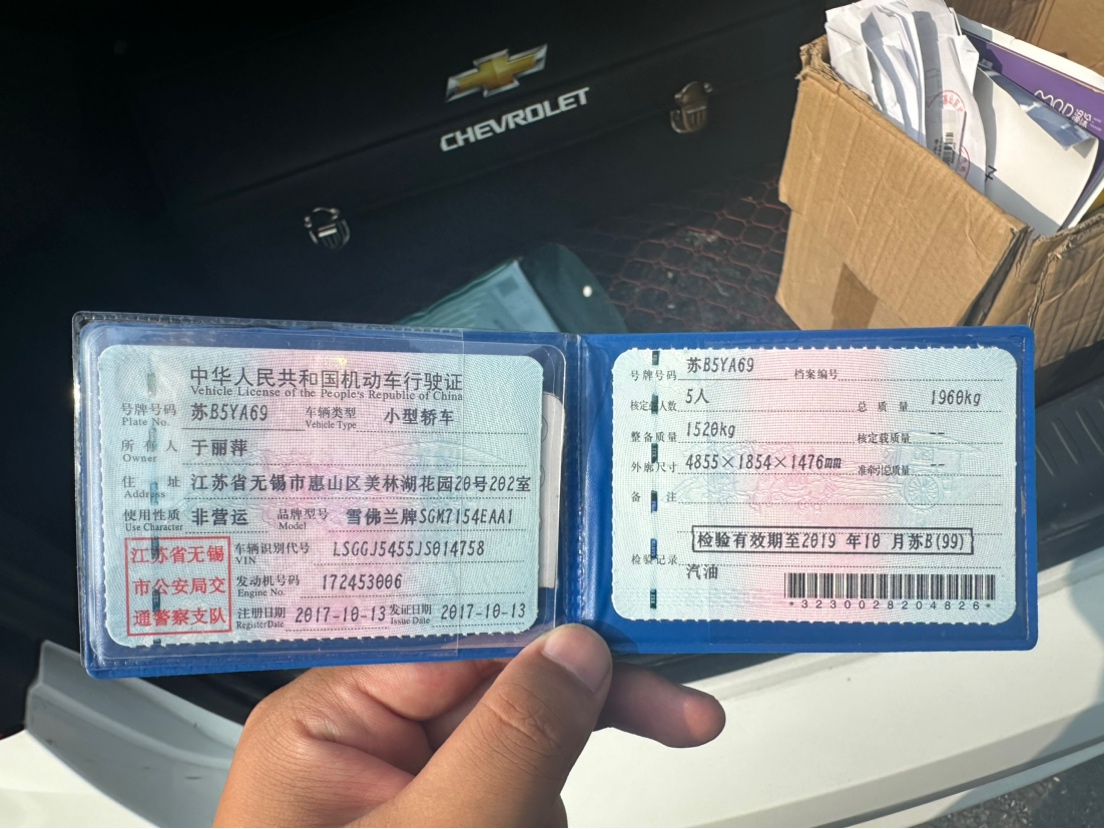 CHEVROLET
中华人民共和国机动车行驶证
Vehicle License of the People's Republic of China
号牌号码 Plate No. 苏B5YA69 车辆类型 Vehicle Type 小型轿车
所有人 Owner 于丽萍
住址 Address 江苏省无锡市惠山区美林湖花园20号202室
使用性质 Use Character 非营运 品牌型号 Model 雪佛兰牌SGM7154EAA1
江苏省无锡
市公安局交
通警察支队
车辆识别代号 VIN LSGGJ5455JS014758
发动机号码 Engine No. 172453006
注册日期 Register Date 2017-10-13 发证日期 Issue Date 2017-10-13
号牌号码 苏B5YA69 档案编号
核定载人数 5人 总质量 1960kg
整备质量 1520kg 核定载质量 --
外廓尺寸 4855×1854×1476mm 准牵引总质量 --
备注
检验有效期至2019 年10 月苏B(99)
检验记录
汽油
*3230028204826*